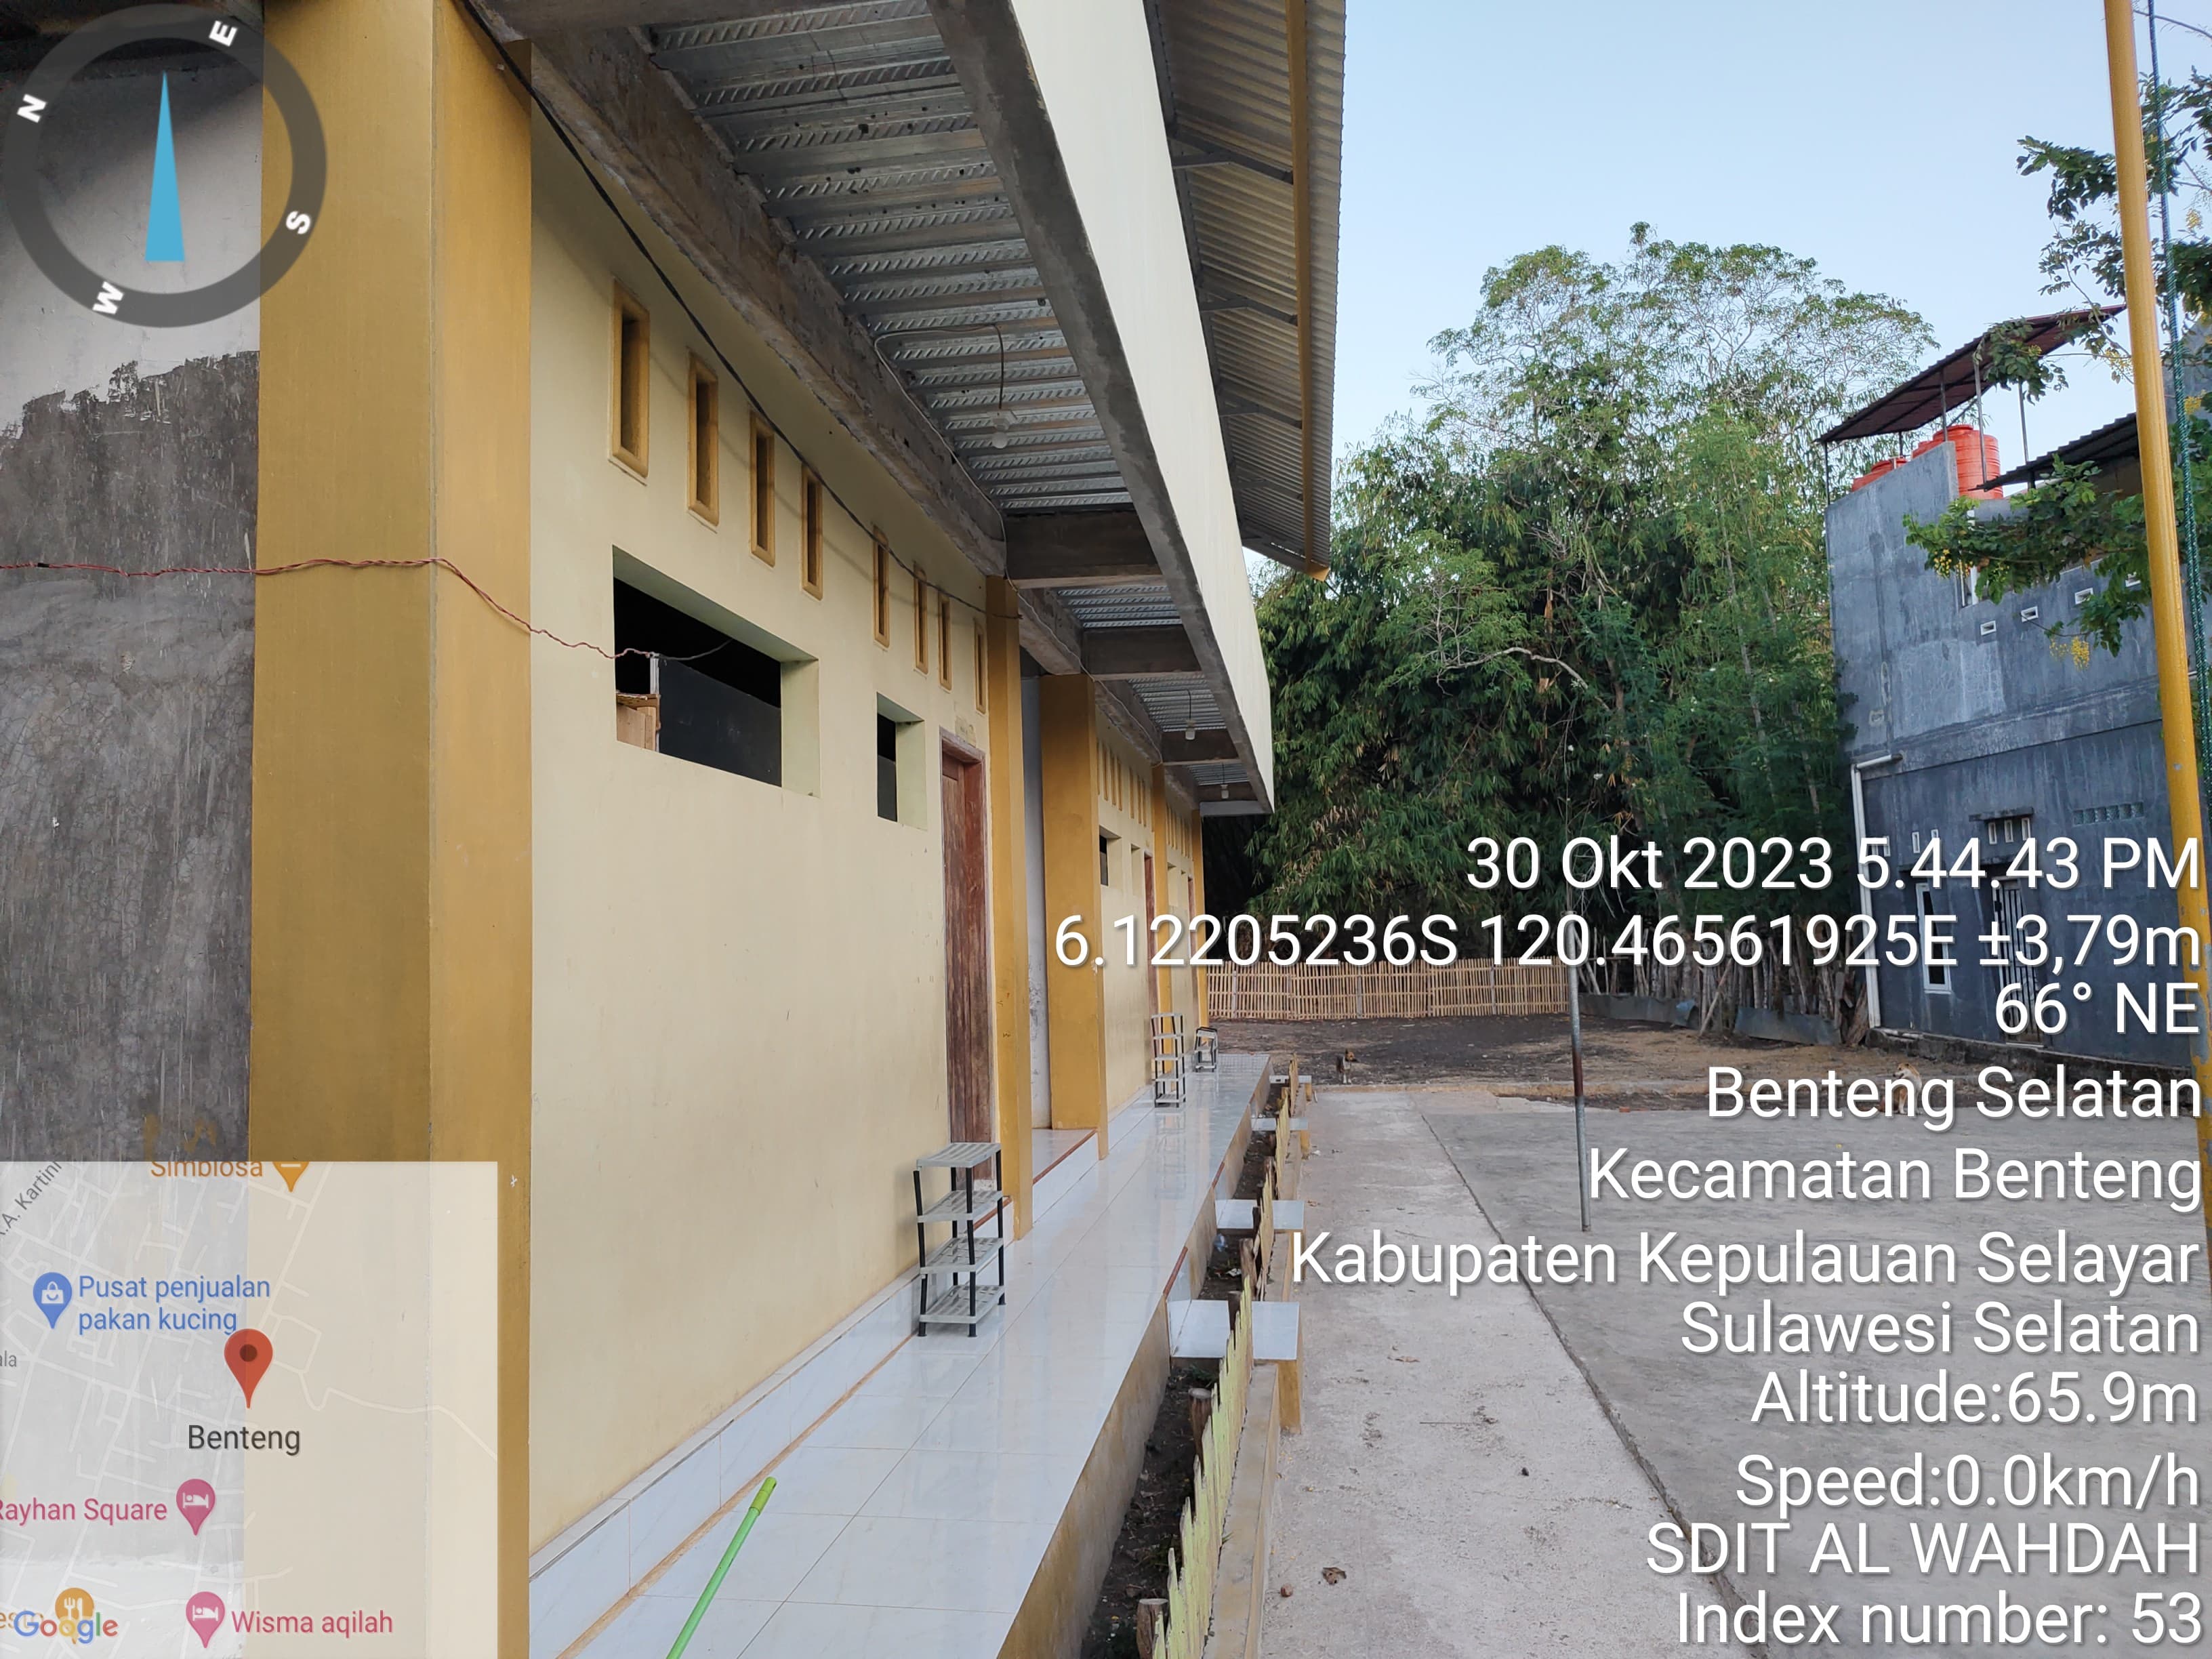 N
E
S
W
30 Okt 2023 5.44.43 PM
6.12205236S 120.46561925E ±3,79m
66° NE
Benteng Selatan
Kecamatan Benteng
Kabupaten Kepulauan Selayar
Sulawesi Selatan
Altitude:65.9m
Speed:0.0km/h
SDIT AL WAHDAH
Index number: 53
Simbiosa
Kartini
Pusat penjualan
pakan kucing
Benteng
Rayhan Square
Google
Wisma aqilah